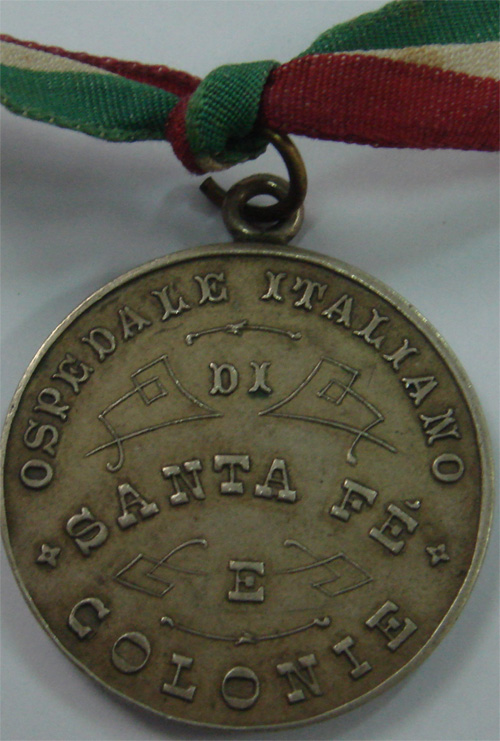 OSPEDALE ITALIANO
DI
SANTA FÉ
E
COLONIE